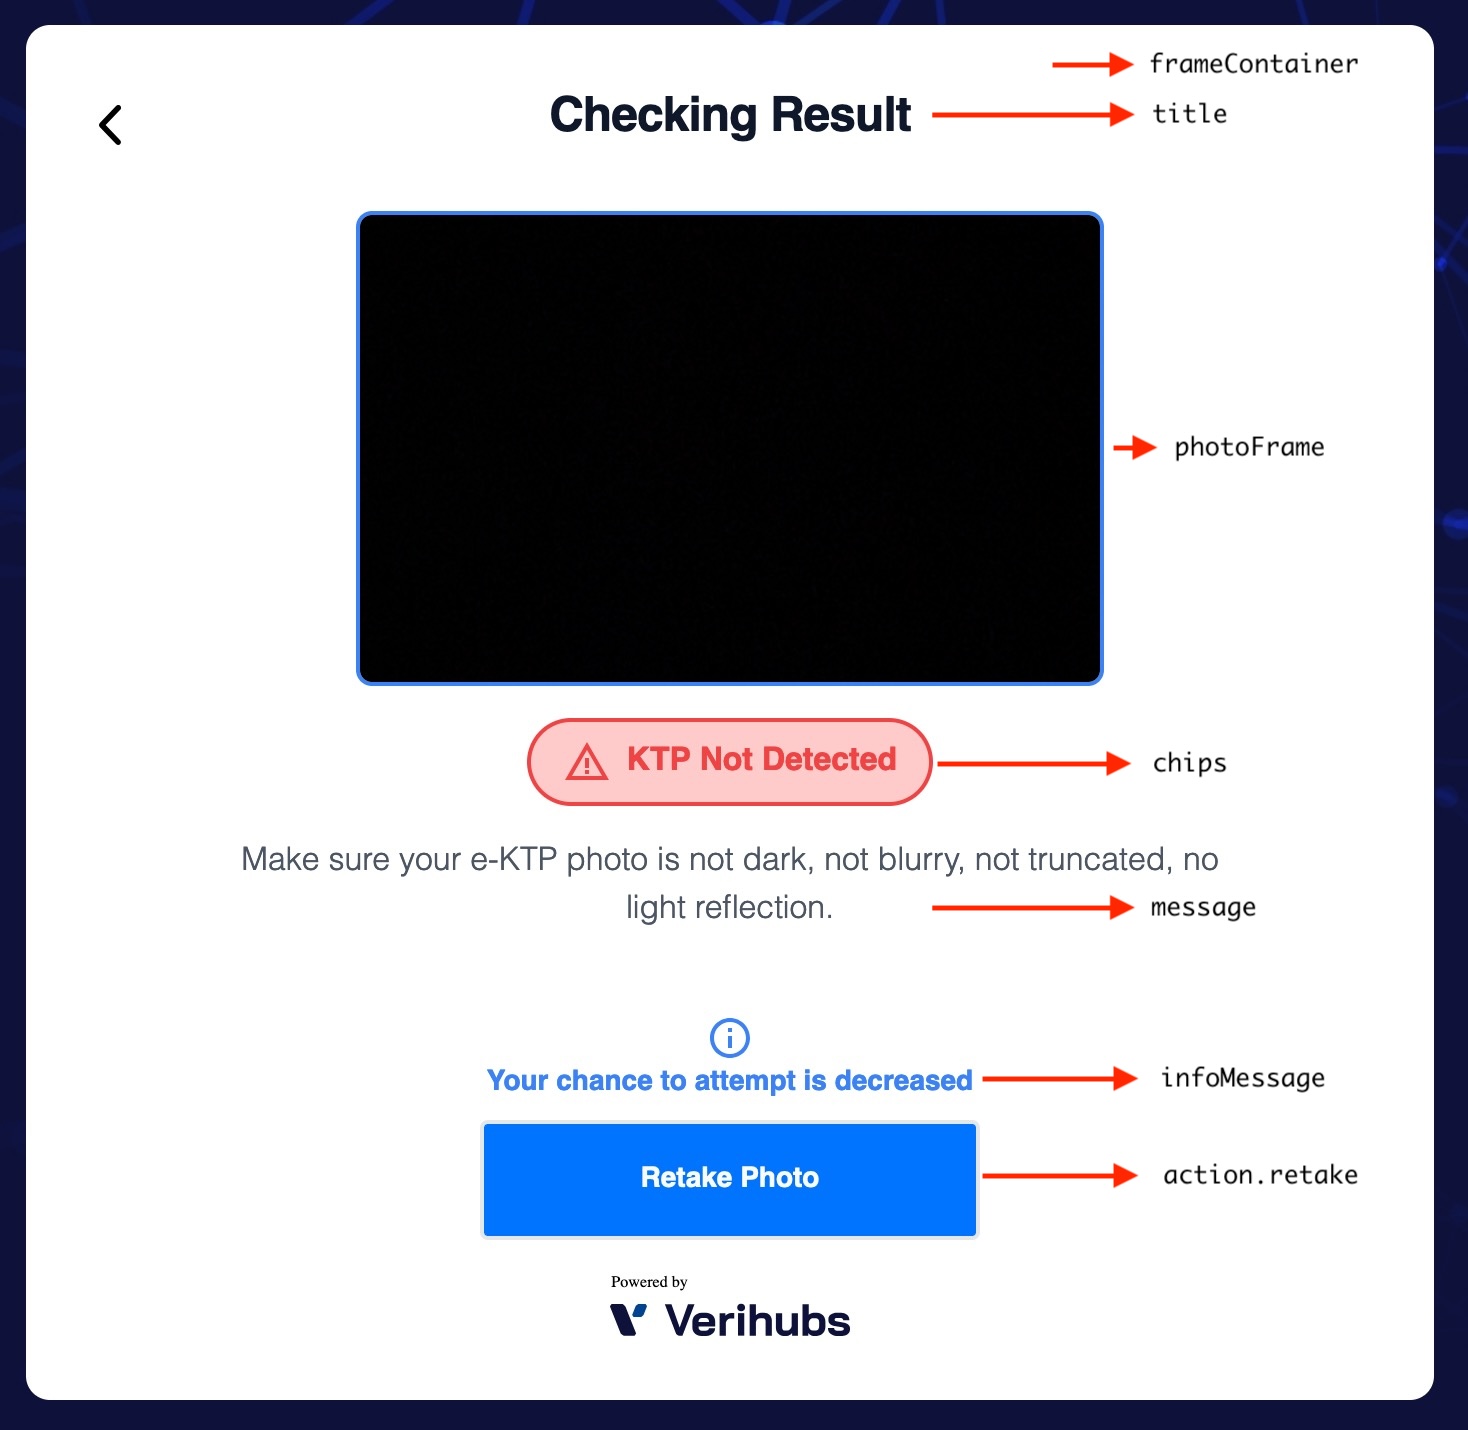 frameContainer
Checking Result
title
photoFrame
KTP Not Detected
chips
Make sure your e-KTP photo is not dark, not blurry, not truncated, no
light reflection.
message
Your chance to attempt is decreased
infoMessage
Retake Photo
action.retake
Powered by
Verihubs